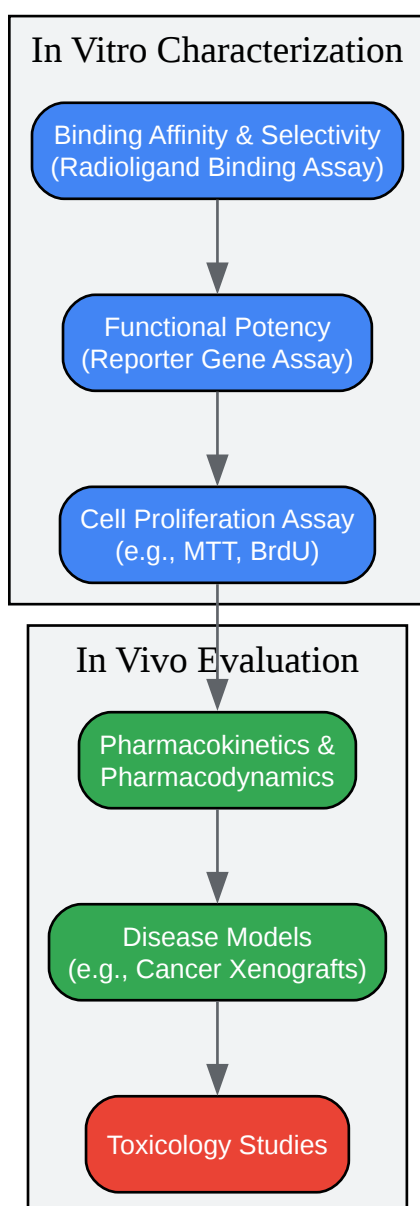 In Vitro Characterization
Binding Affinity & Selectivity
(Radioligand Binding Assay)
Functional Potency
(Reporter Gene Assay)
Cell Proliferation Assay
(e.g., MTT, BrdU)
In Vivo Evaluation
Pharmacokinetics &
Pharmacodynamics
Disease Models
(e.g., Cancer Xenografts)
Toxicology Studies